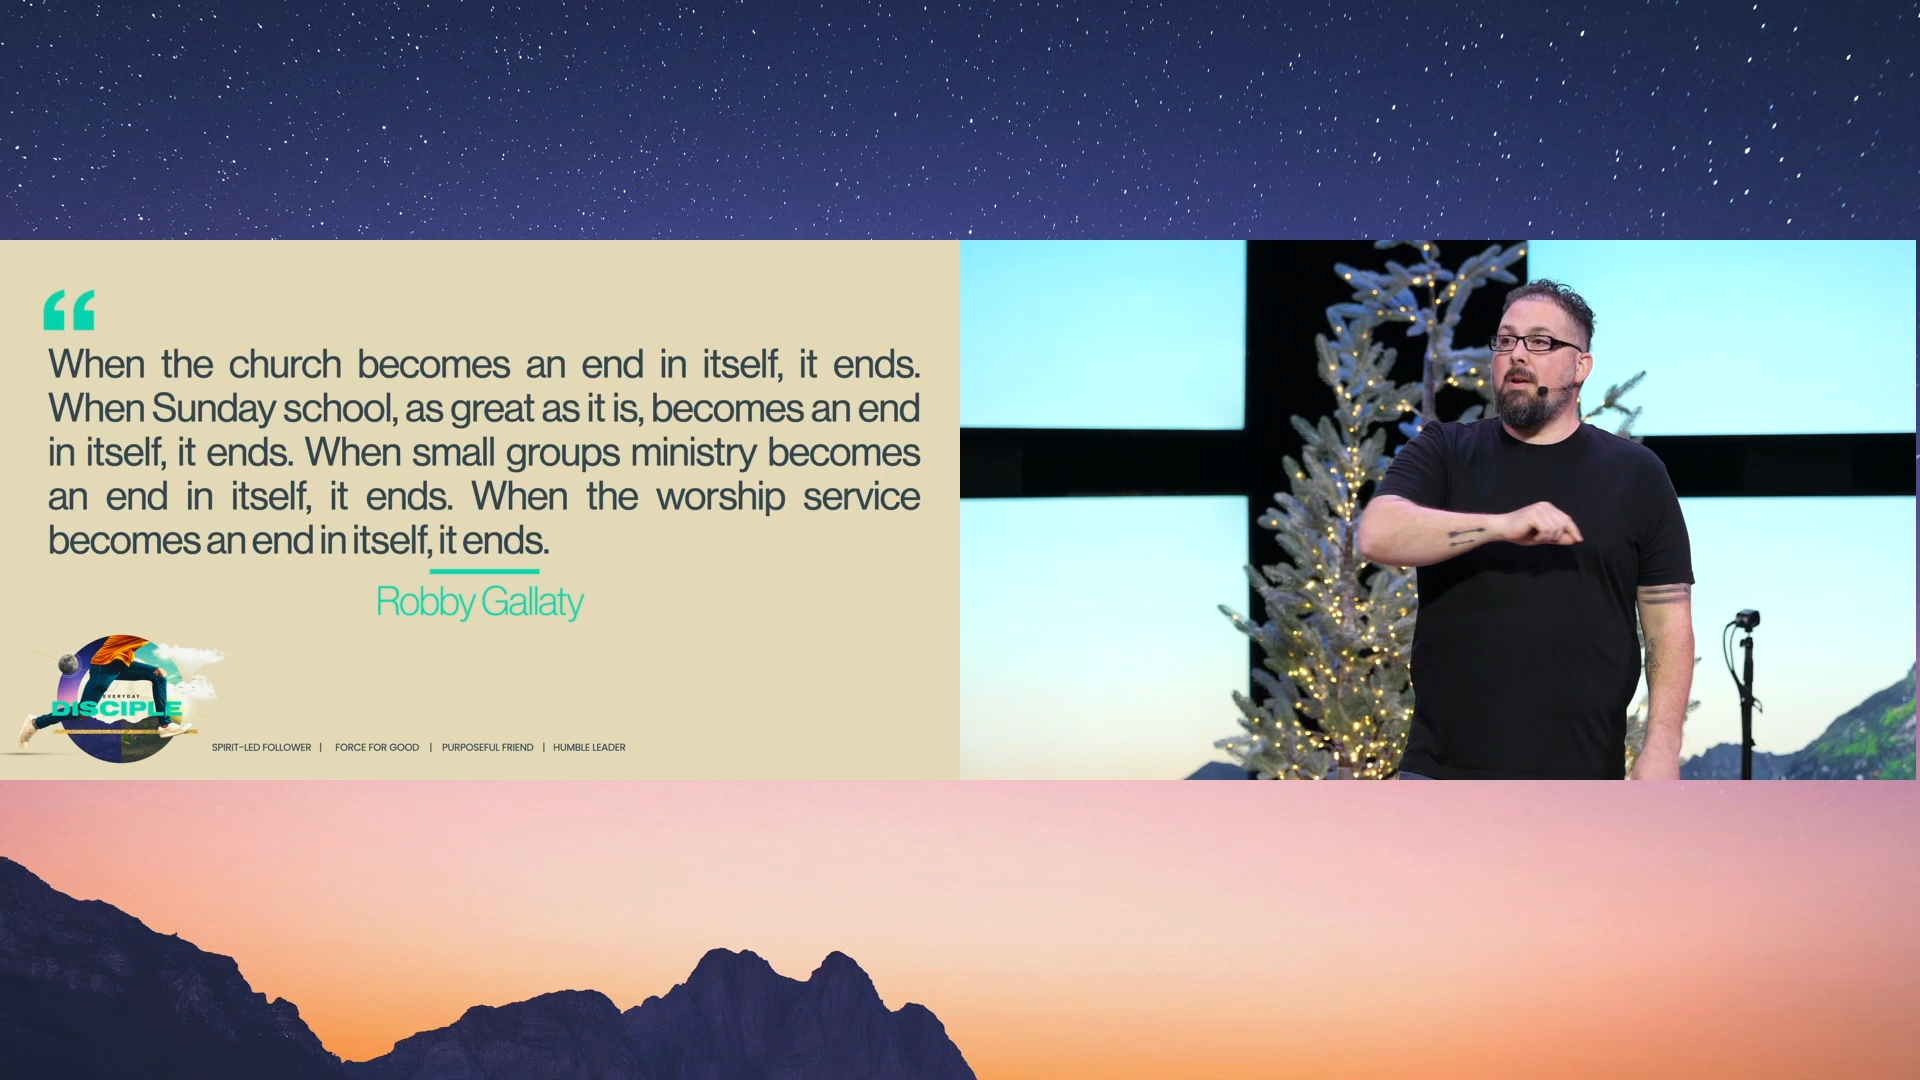 “
When the church becomes an end in itself, it ends.
When Sunday school, as great as it is, becomes an end
in itself, it ends. When small groups ministry becomes
an end in itself, it ends. When the worship service
becomes an end in itself, it ends.
Robby Gallaty
EVERYDAY
DISCIPLE
SPIRIT-LED FOLLOWER | FORCE FOR GOOD | PURPOSEFUL FRIEND | HUMBLE LEADER